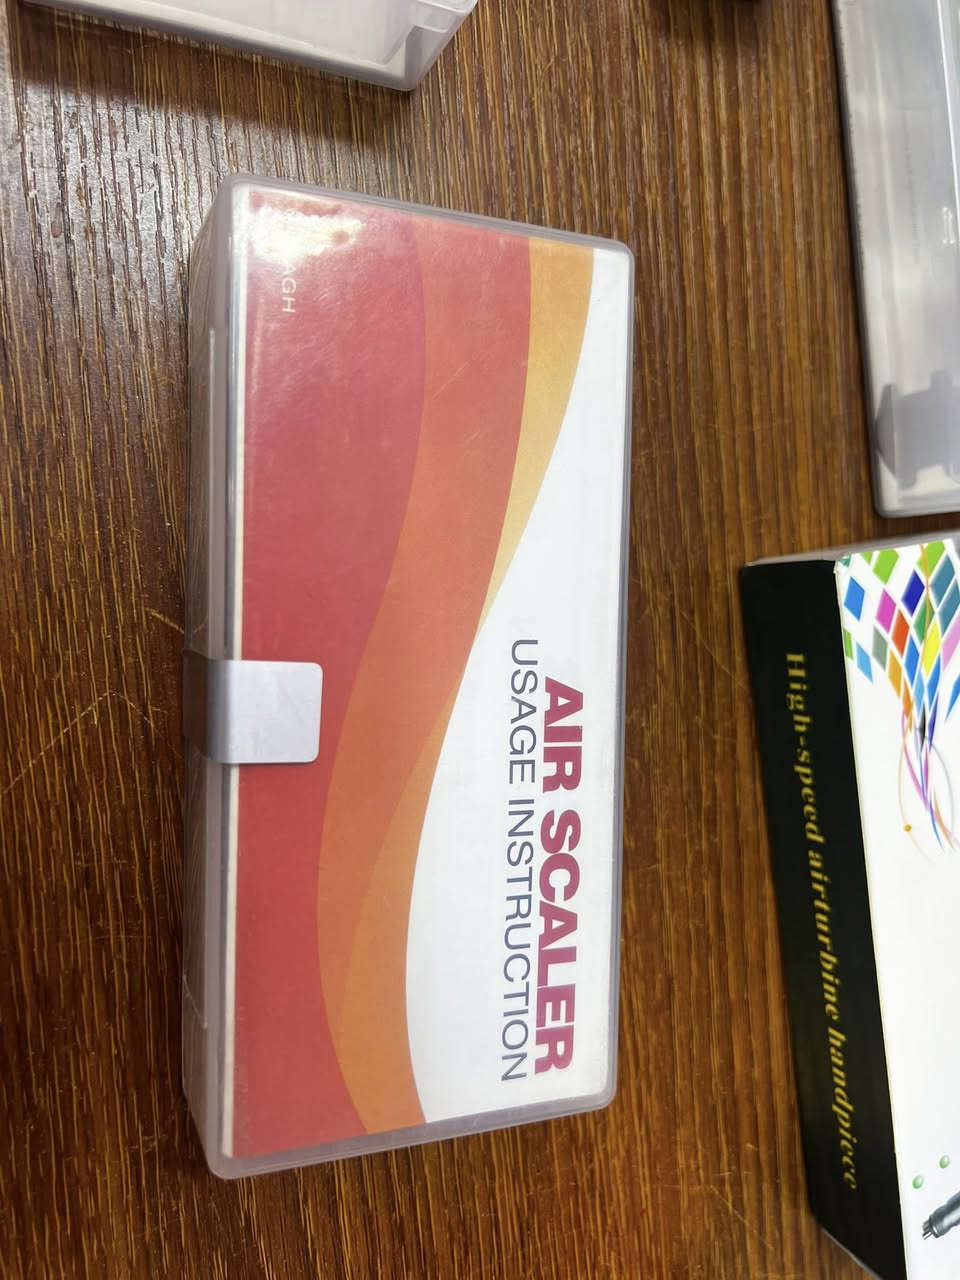 AIR SCALER
USAGE INSTRUCTION
High-speed airturbine handpiece